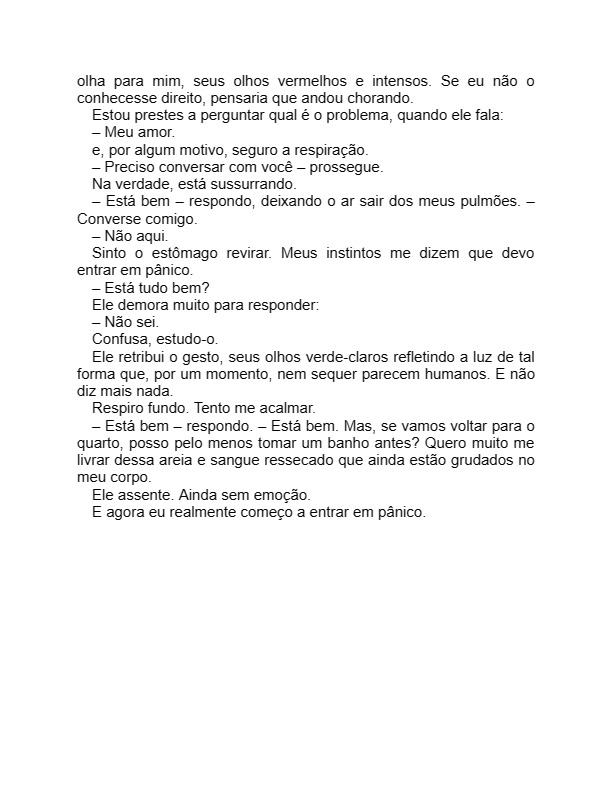 olha para mim, seus olhos vermelhos e intensos. Se eu não o
conhecesse direito, pensaria que andou chorando.
Estou prestes a perguntar qual é o problema, quando ele fala:
– Meu amor.
e, por algum motivo, seguro a respiração.
– Preciso conversar com você – prossegue.
Na verdade, está sussurrando.
– Está bem – respondo, deixando o ar sair dos meus pulmões. –
Converse comigo.
– Não aqui.
Sinto o estômago revirar. Meus instintos me dizem que devo
entrar em pânico.
– Está tudo bem?
Ele demora muito para responder:
– Não sei.
Confusa, estudo-o.
Ele retribui o gesto, seus olhos verde-claros refletindo a luz de tal
forma que, por um momento, nem sequer parecem humanos. E não
diz mais nada.
Respiro fundo. Tento me acalmar.
– Está bem – respondo. – Está bem. Mas, se vamos voltar para o
quarto, posso pelo menos tomar um banho antes? Quero muito me
livrar dessa areia e sangue ressecado que ainda estão grudados no
meu corpo.
Ele assente. Ainda sem emoção.
E agora eu realmente começo a entrar em pânico.